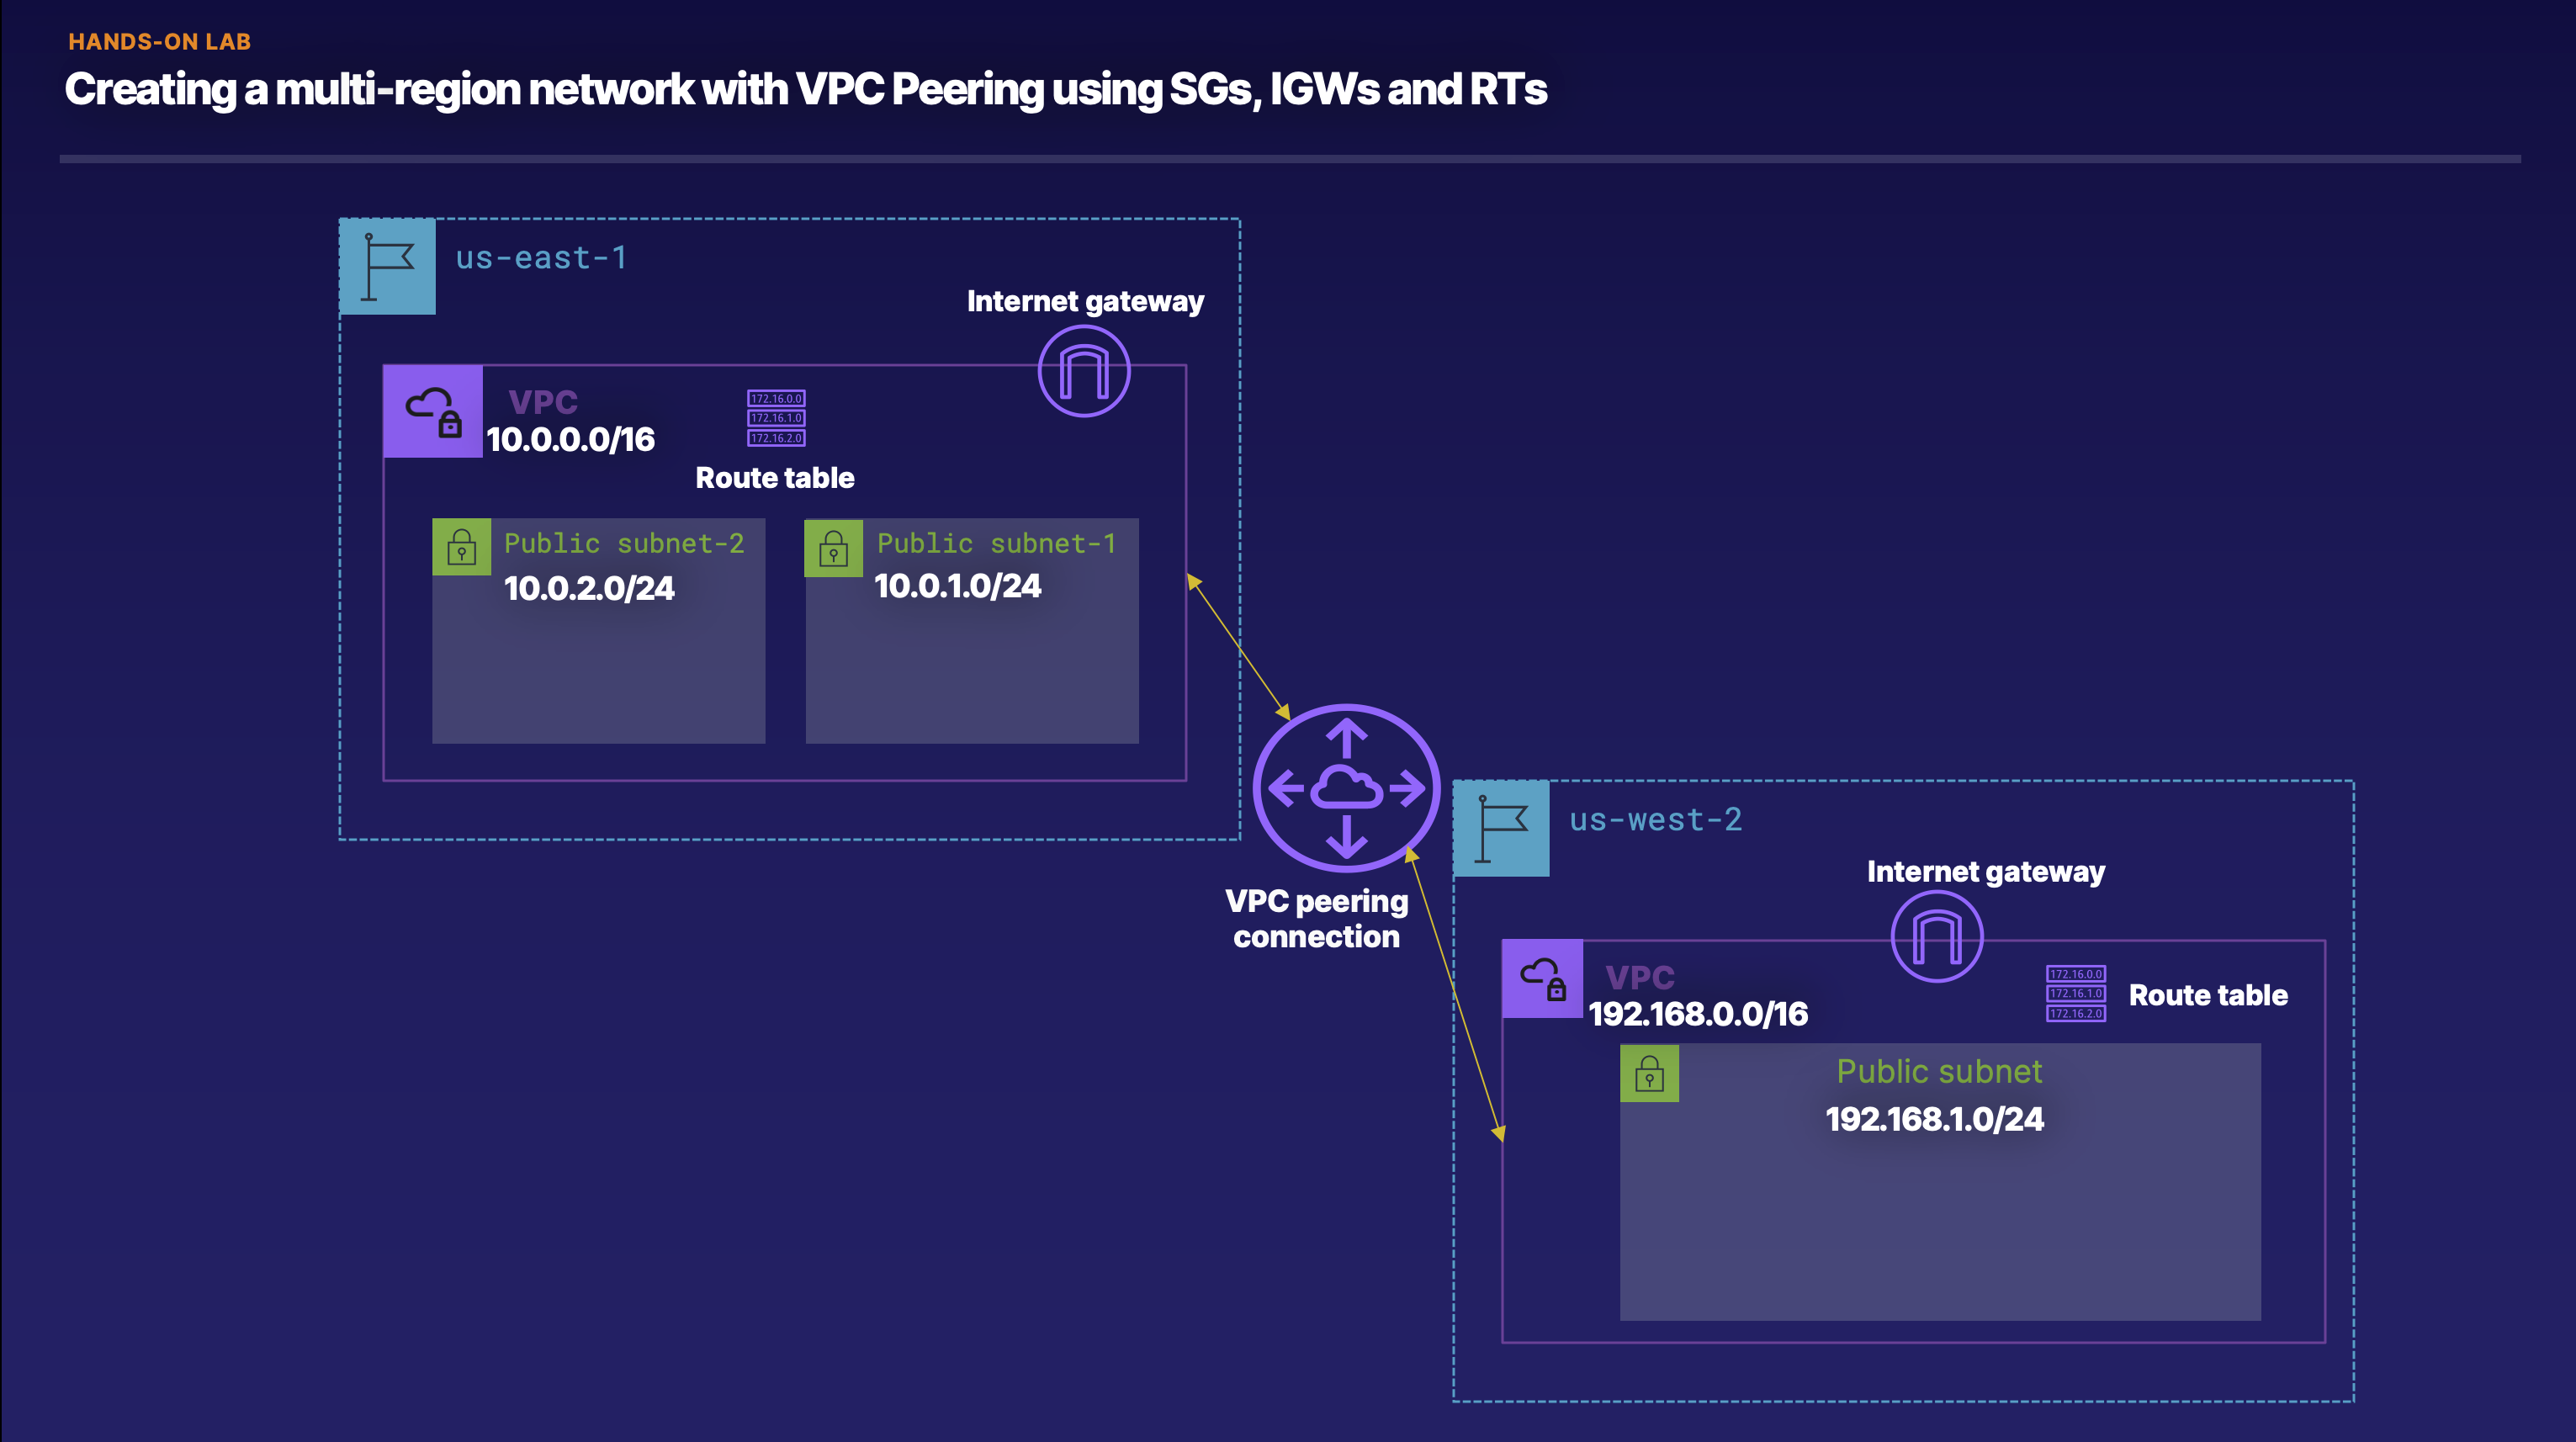 HANDS-ON LAB
Creating a multi-region network with VPC Peering using SGs, IGWs and RTs
us-east-1
Internet gateway
VPC
10.0.0.0/16
172.16.0.0
172.16.1.0
172.16.2.0
Route table
Public subnet-2
10.0.2.0/24
Public subnet-1
10.0.1.0/24
VPC peering
connection
us-west-2
Internet gateway
VPC
192.168.0.0/16
172.16.0.0
172.16.1.0
172.16.2.0
Route table
Public subnet
192.168.1.0/24